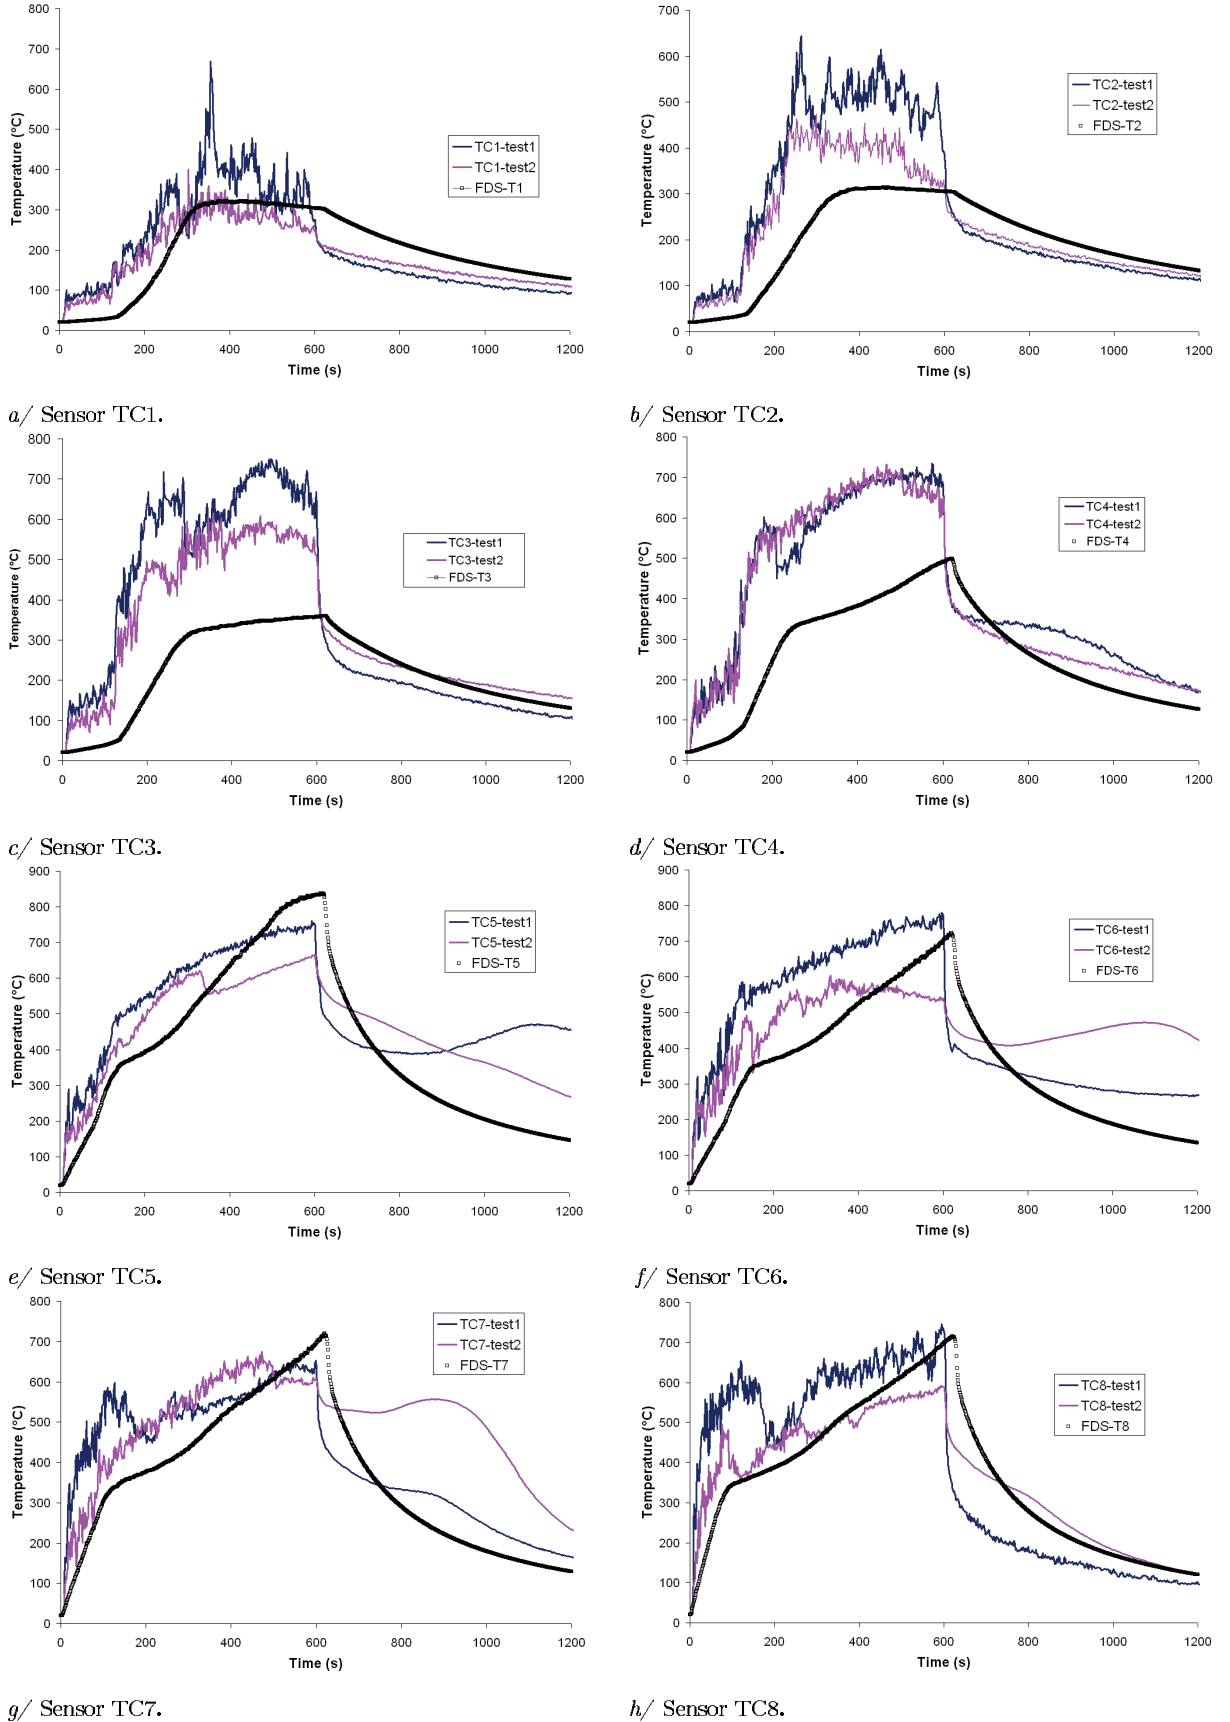 800
700
600
500
400
300
200
100
0
Temperature (°C)
TC1-test1
TC1-test2
FDS-T1
0 200 400 600 800 1000 1200
Time (s)
a/ Sensor TC1.
700
600
500
400
300
200
100
0
Temperature (°C)
TC2-test1
TC2-test2
FDS-T2
0 200 400 600 800 1000 1200
Time (s)
b/ Sensor TC2.
800
700
600
500
400
300
200
100
0
Temperature (°C)
TC3-test1
TC3-test2
FDS-T3
0 200 400 600 800 1000 1200
Time (s)
c/ Sensor TC3.
800
700
600
500
400
300
200
100
0
Temperature (°C)
TC4-test1
TC4-test2
FDS-T4
0 200 400 600 800 1000 1200
Time (s)
d/ Sensor TC4.
900
800
700
600
500
400
300
200
100
0
Temperature (°C)
TC5-test1
TC5-test2
FDS-T5
0 200 400 600 800 1000 1200
Time (s)
e/ Sensor TC5.
900
800
700
600
500
400
300
200
100
0
Temperature (°C)
TC6-test1
TC6-test2
FDS-T6
0 200 400 600 800 1000 1200
Time (s)
f/ Sensor TC6.
800
700
600
500
400
300
200
100
0
Temperature (°C)
TC7-test1
TC7-test2
FDS-T7
0 200 400 600 800 1000 1200
Time (s)
g/ Sensor TC7.
800
700
600
500
400
300
200
100
0
Temperature (°C)
TC8-test1
TC8-test2
FDS-T8
0 200 400 600 800 1000 1200
Time (s)
h/ Sensor TC8.